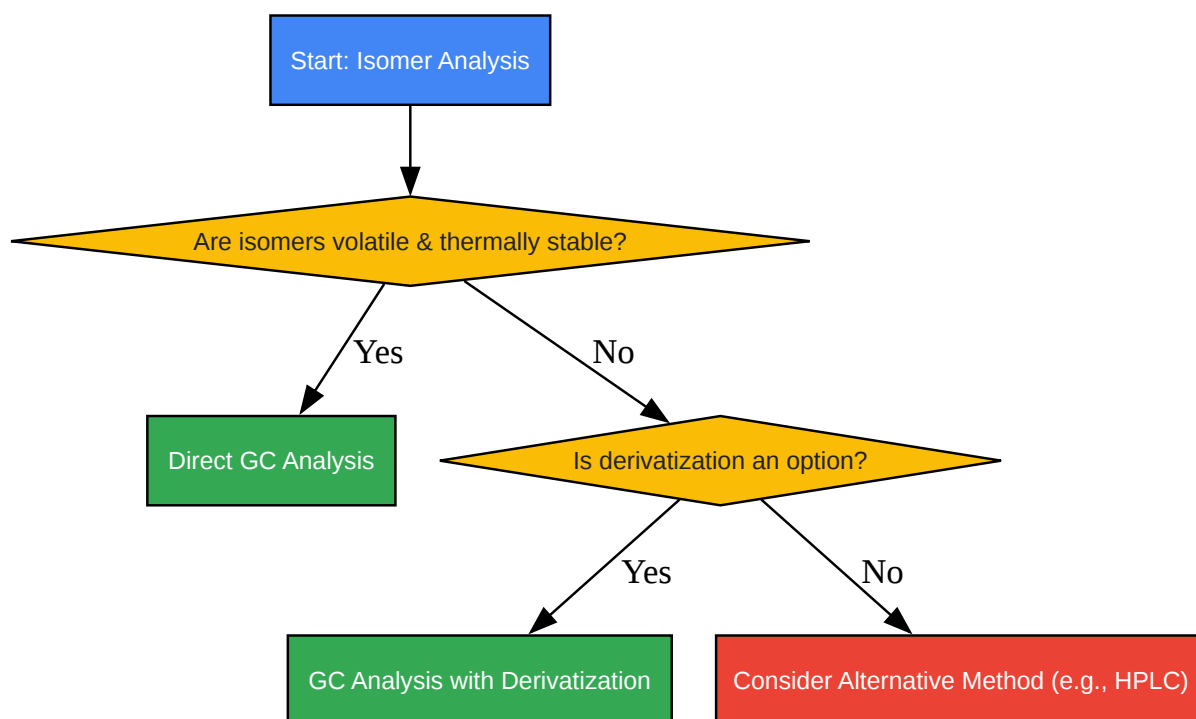 Start: Isomer Analysis
Are isomers volatile & thermally stable?
Yes
No
Direct GC Analysis
Is derivatization an option?
Yes
No
GC Analysis with Derivatization
Consider Alternative Method (e.g., HPLC)